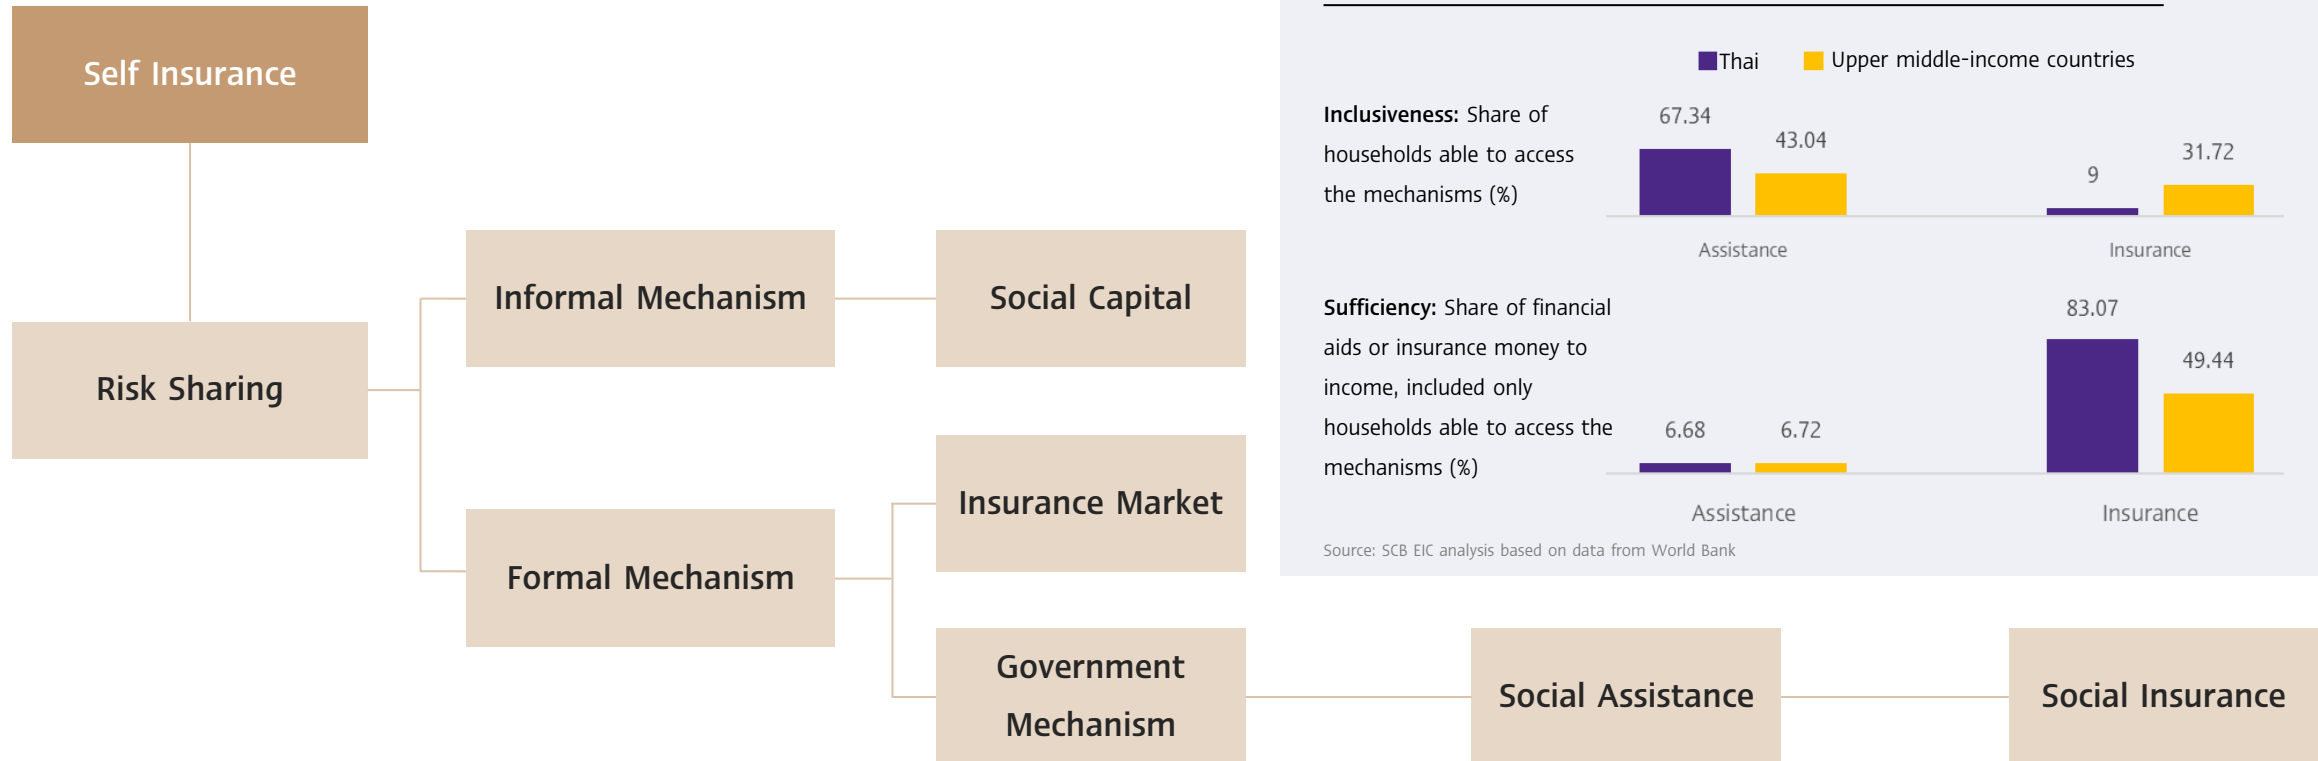 Self Insurance
Risk Sharing
Informal Mechanism
Social Capital
Formal Mechanism
Insurance Market
Government
Mechanism
Social Assistance
Social Insurance
Thai
Upper middle-income countries
Inclusiveness: Share of
households able to access
the mechanisms (%)
67.34
43.04
9
31.72
Assistance
Insurance
Sufficiency: Share of financial
aids or insurance money to
income, included only
households able to access the
mechanisms (%)
6.68
6.72
83.07
49.44
Assistance
Insurance
Source: SCB EIC analysis based on data from World Bank